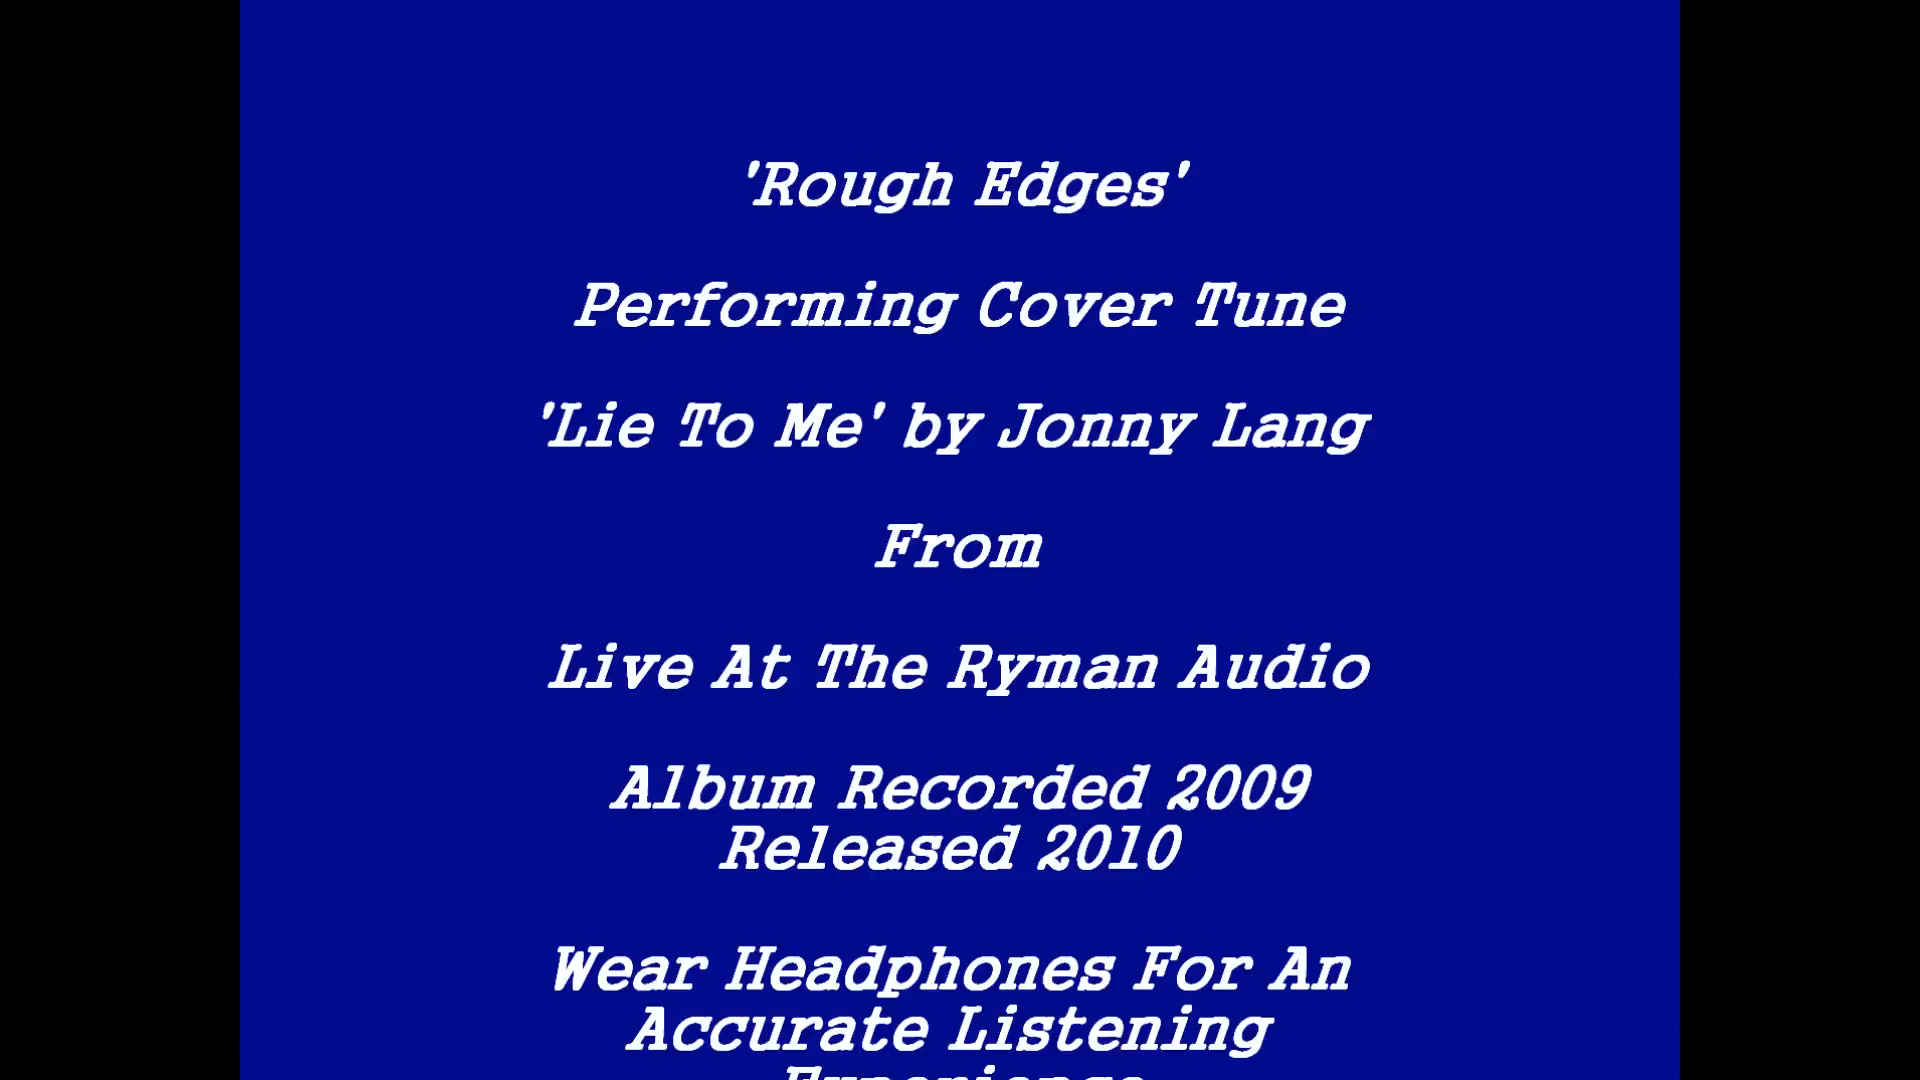 'Rough Edges'
Performing Cover Tune
'Lie To Me' by Jonny Lang
From
Live At The Ryman Audio
Album Recorded 2009
Released 2010
Wear Headphones For An
Accurate Listening
Experience